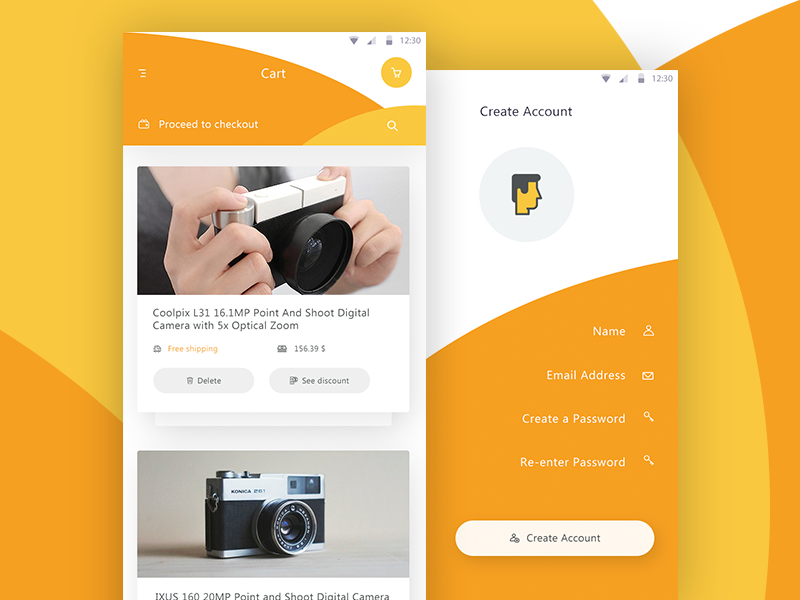 12:30
Cart
Proceed to checkout
Coolpix L31 16.1MP Point And Shoot Digital
Camera with 5x Optical Zoom
Free shipping
156.39 $
Delete
See discount
KONICA
IXUS 160 20MP Point and Shoot Digital Camera
12:30
Create Account
Name
Email Address
Create a Password
Re-enter Password
Create Account